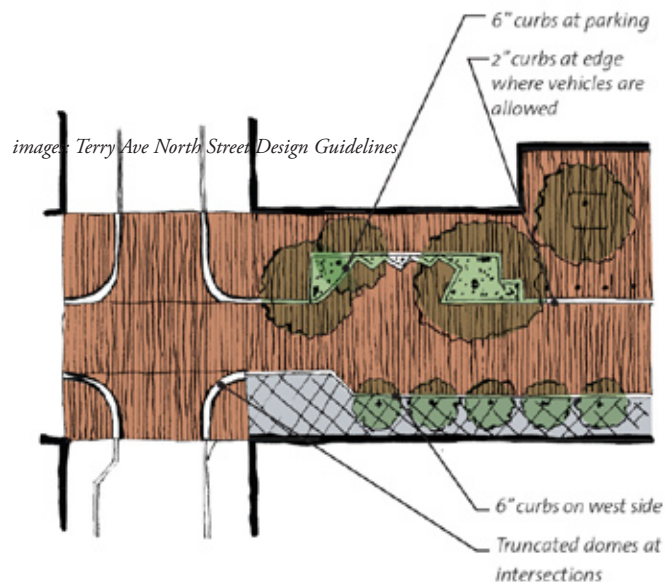 6" curbs at parking
2" curbs at edge
where vehicles are
allowed
images: Terry Ave North Street Design Guidelines
6" curbs on west side
Truncated domes at
intersections